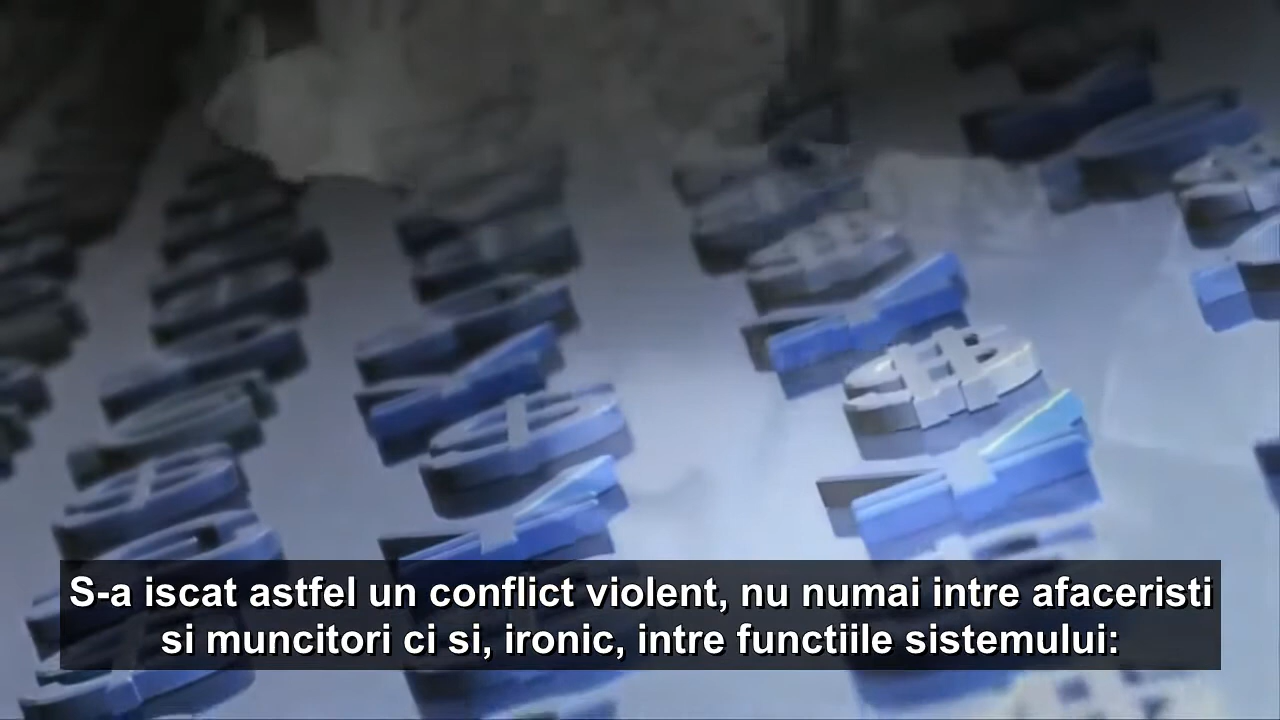 S-a iscat astfel un conflict violent, nu numai intre afaceristi
si muncitori ci si, ironic, intre functiile sistemului: